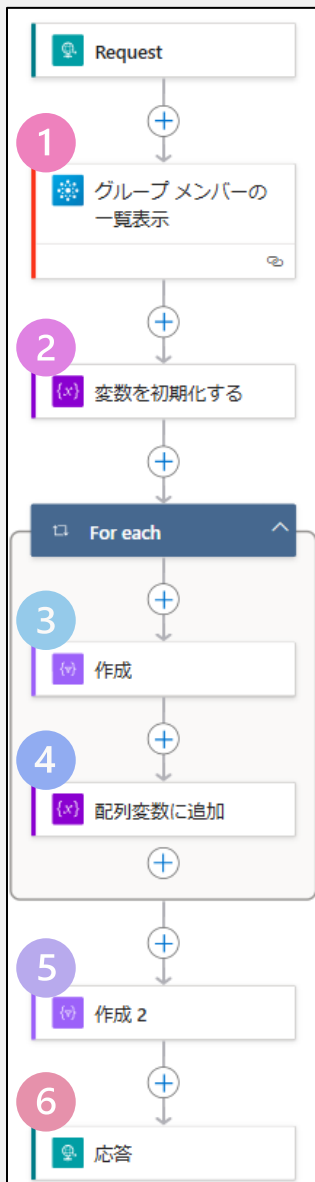 Request
1
グループ メンバーの
一覧表示
2
{x} 変数を初期化する
For each
3
作成
4
{x} 配列変数に追加
5
作成 2
6
応答